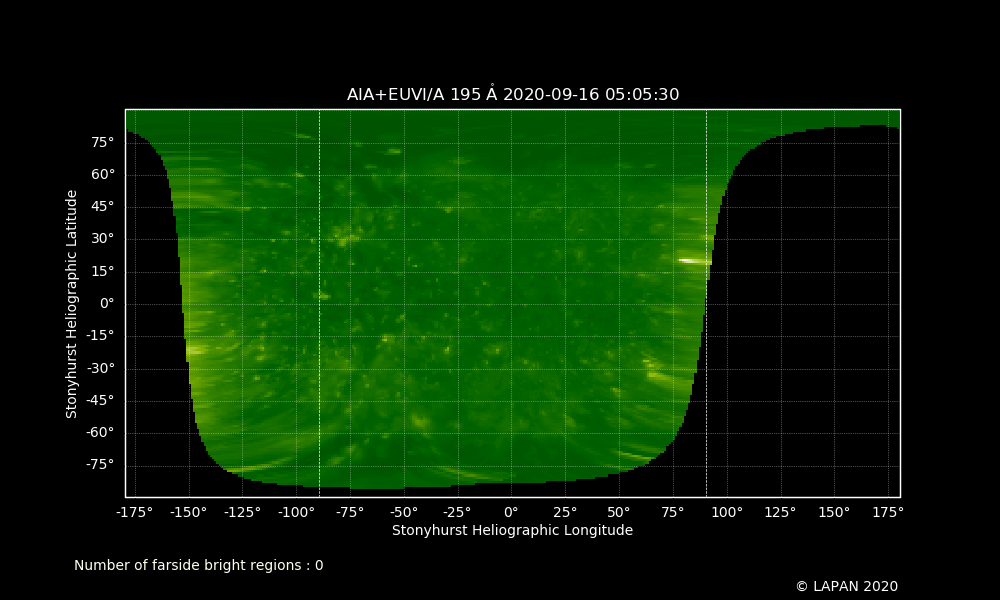 AIA+EUVI/A 195 Å 2020-09-16 05:05:30
75°
60°
45°
30°
15°
0°
-15°
-30°
-45°
-60°
-75°
Stonyhurst Heliographic Latitude
-175° -150° -125° -100° -75° -50° -25° 0° 25° 50° 75° 100° 125° 150° 175°
Stonyhurst Heliographic Longitude
Number of farside bright regions : 0
© LAPAN 2020